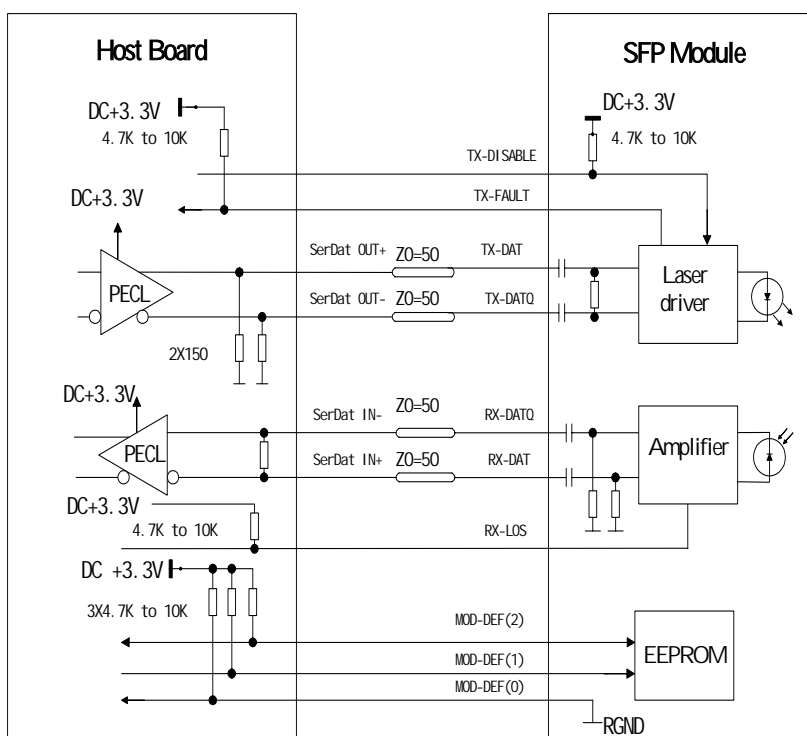 Host Board
SFP Module
DC+3.3V
4.7K to 10K
DC+3.3V
4.7K to 10K
TX-DISABLE
DC+3.3V
TX-FAULT
SerDat OUT+
Z0=50
TX-DAT
PECL
Laser
driver
SerDat OUT-
Z0=50
TX-DATQ
2X150
DC+3.3V
SerDat IN-
Z0=50
RX-DATQ
PECL
Amplifier
SerDat IN+
Z0=50
RX-DAT
DC+3.3V
4.7K to 10K
RX-LOS
DC +3.3V
3X4.7K to 10K
MOD-DEF(2)
EEPROM
MOD-DEF(1)
MOD-DEF(0)
RGND